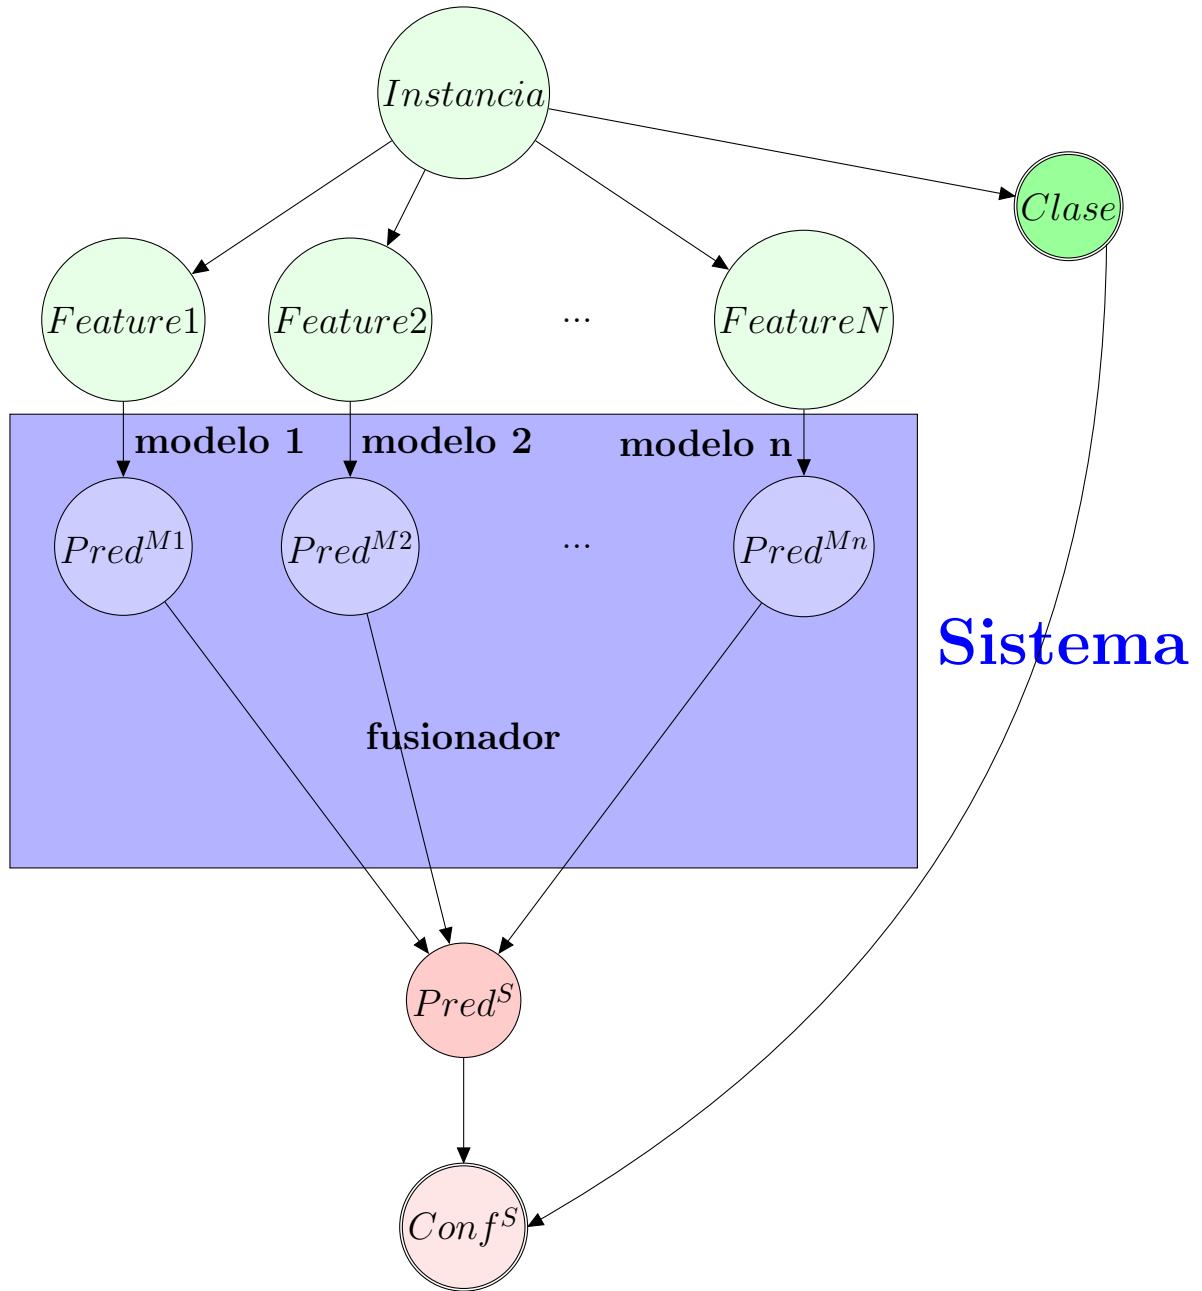 Instancia
Clase
Feature1 Feature2 ... FeatureN
modelo 1 modelo 2 modelo n
Pred^{M1} Pred^{M2} ... Pred^{Mn}
Sistema
fusionador
Pred^S
Conf^S